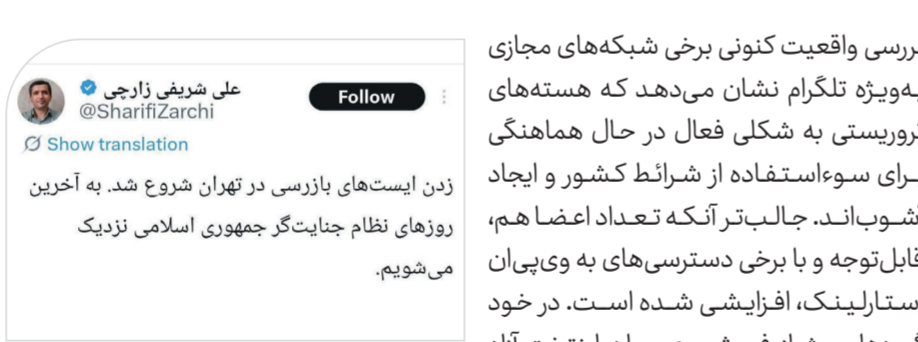 بررسی واقعیت کنونی برخی شبکه‌های مجازی
به‌ویژه تلگرام نشان می‌دهد که هسته‌های
تروریستی به شکلی فعال در حال هماهنگی
برای سوءاستفاده از شرائط کشور و ایجاد
آشوب‌اند. جالب‌تر آنکه تعداد اعضا هم،
قابل‌توجه و با برخی دسترسی‌های به وی‌پی‌ان
استارلینک، افزایشی شده است. در خود
علی شریفی زارچی
@SharifiZarchi
Follow
Show translation
زدن ایست‌های بازرسی در تهران شروع شد. به آخرین
روزهای نظام جنایت‌گر جمهوری اسلامی نزدیک
می‌شویم.